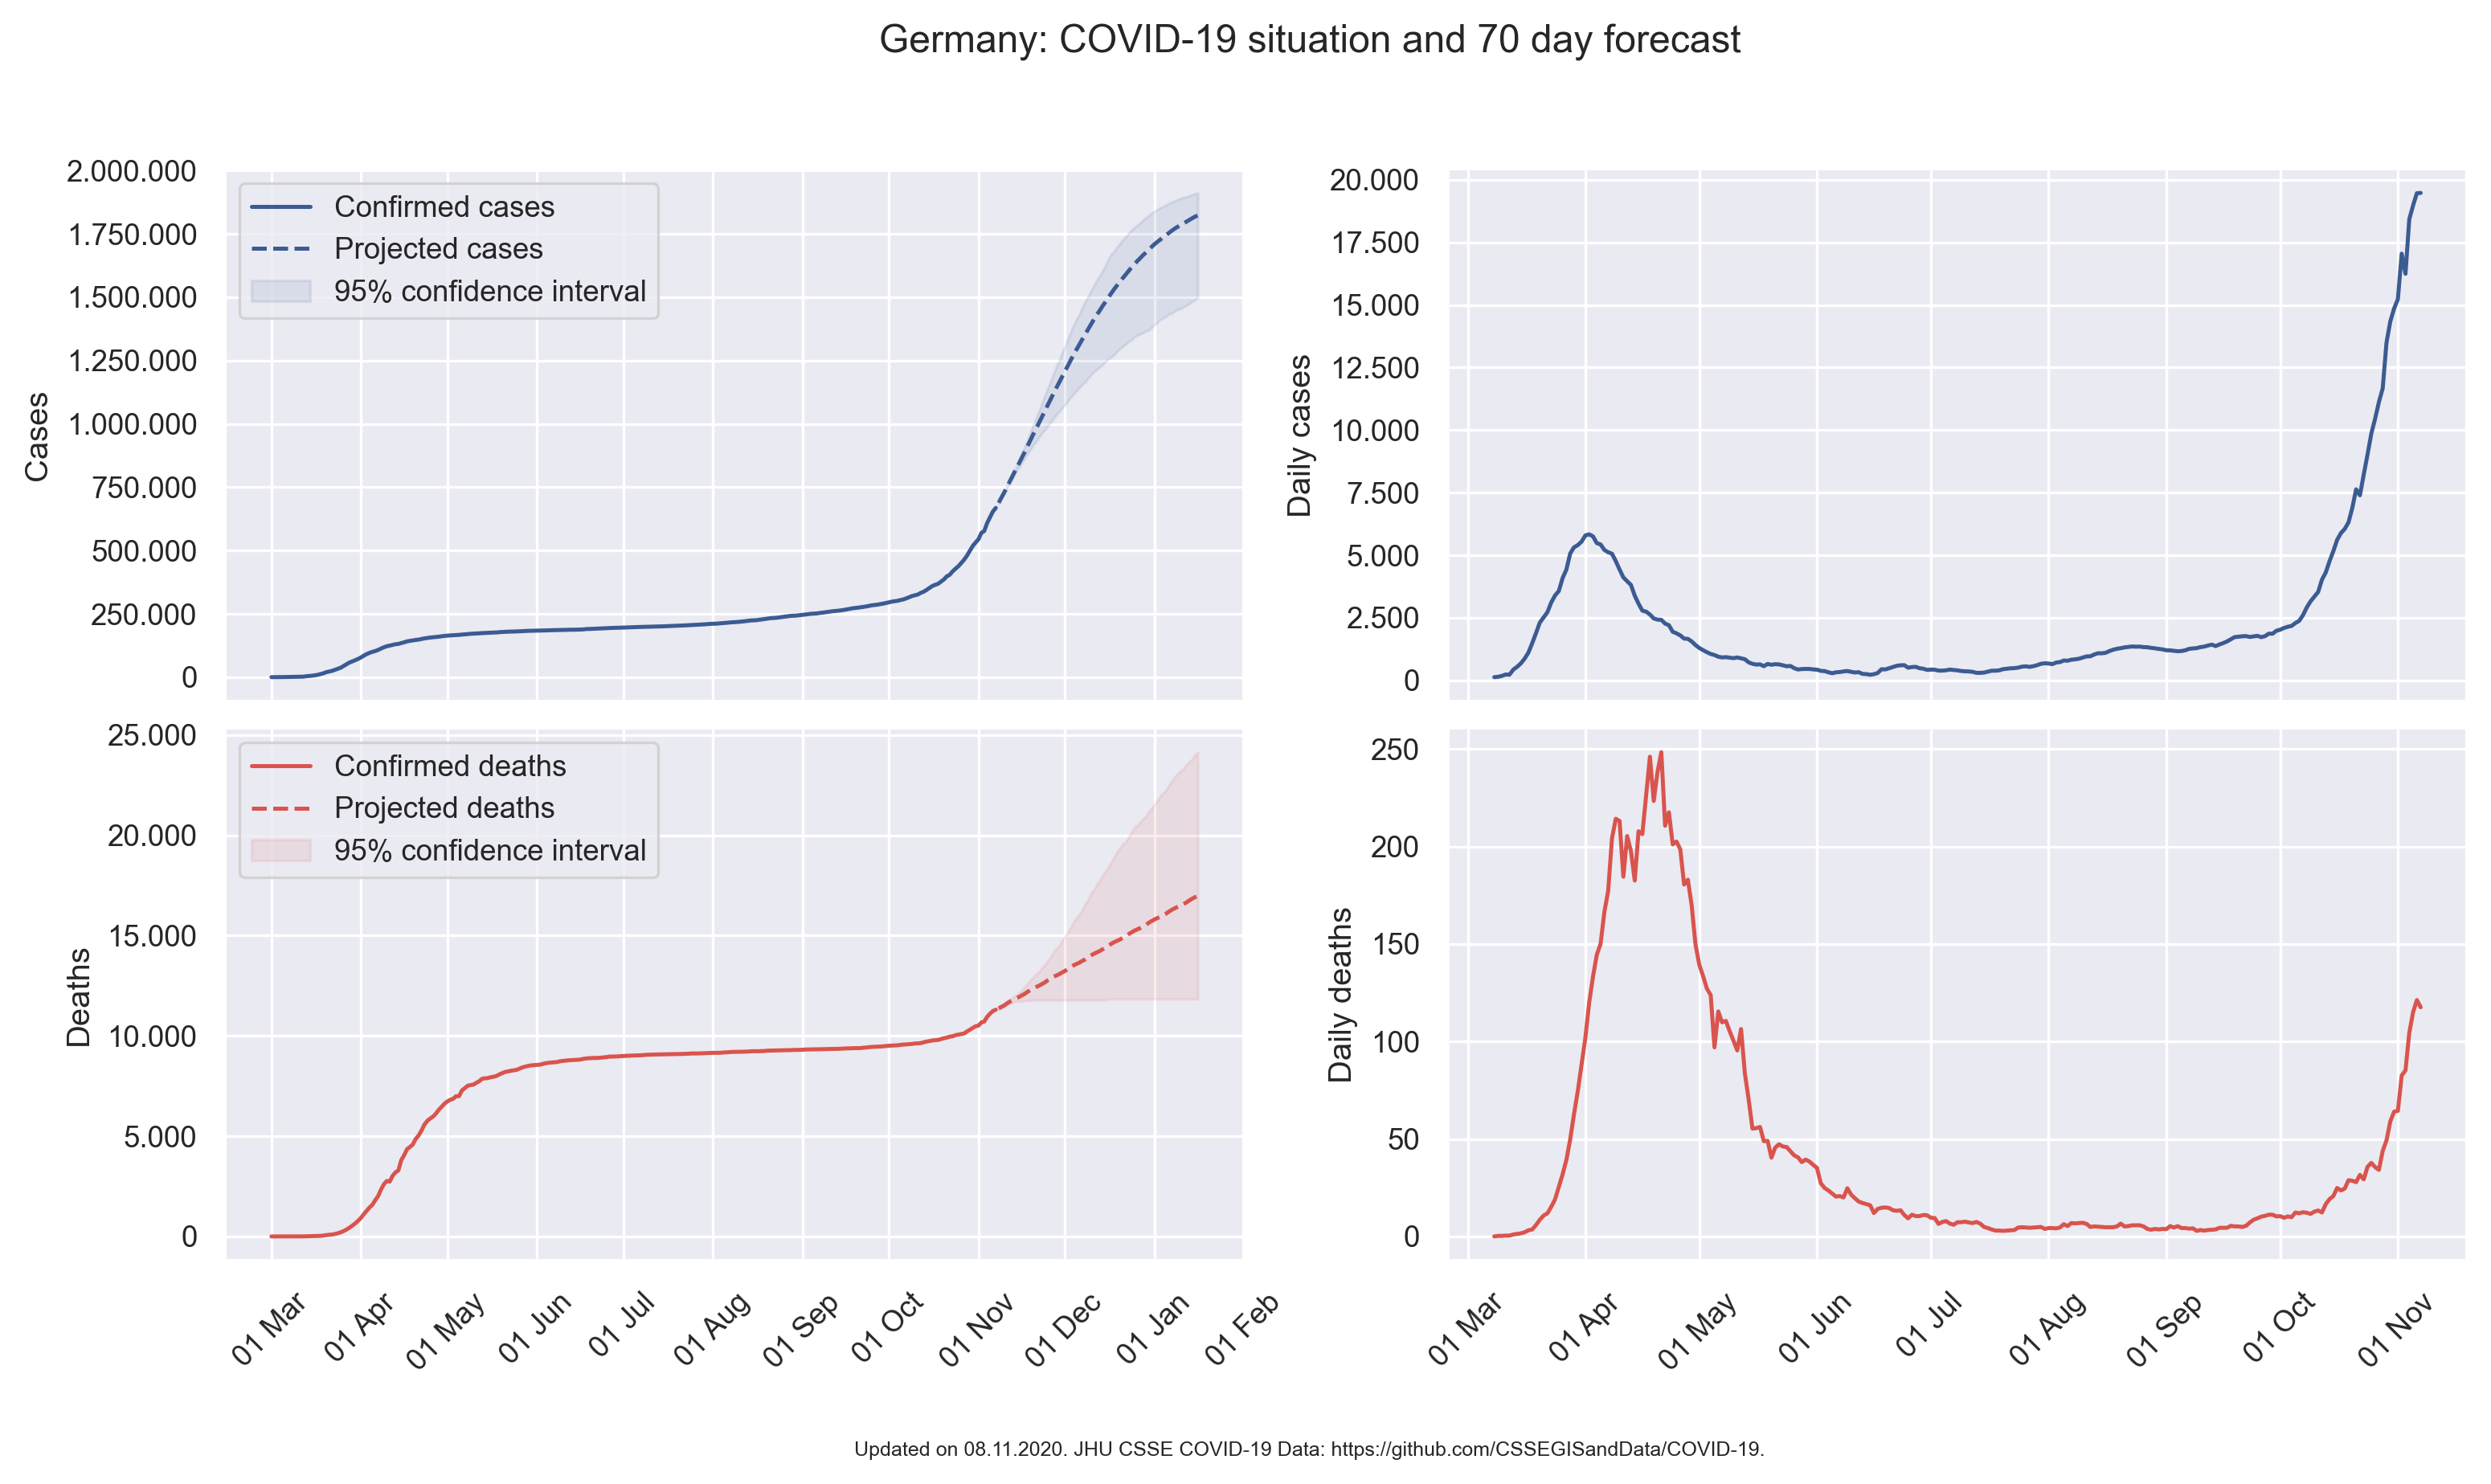 Germany: COVID-19 situation and 70 day forecast
Cases
2.000.000
1.750.000
1.500.000
1.250.000
1.000.000
750.000
500.000
250.000
0
Confirmed cases
Projected cases
95% confidence interval
Daily cases
20.000
17.500
15.000
12.500
10.000
7.500
5.000
2.500
0
Deaths
25.000
20.000
15.000
10.000
5.000
0
Confirmed deaths
Projected deaths
95% confidence interval
01 Mar
01 Apr
01 May
01 Jun
01 Jul
01 Aug
01 Sep
01 Oct
01 Nov
01 Dec
01 Jan
01 Feb
Daily deaths
250
200
150
100
50
0
01 Mar
01 Apr
01 May
01 Jun
01 Jul
01 Aug
01 Sep
01 Oct
01 Nov
Updated on 08.11.2020. JHU CSSE COVID-19 Data: https://github.com/CSSEGISandData/COVID-19.